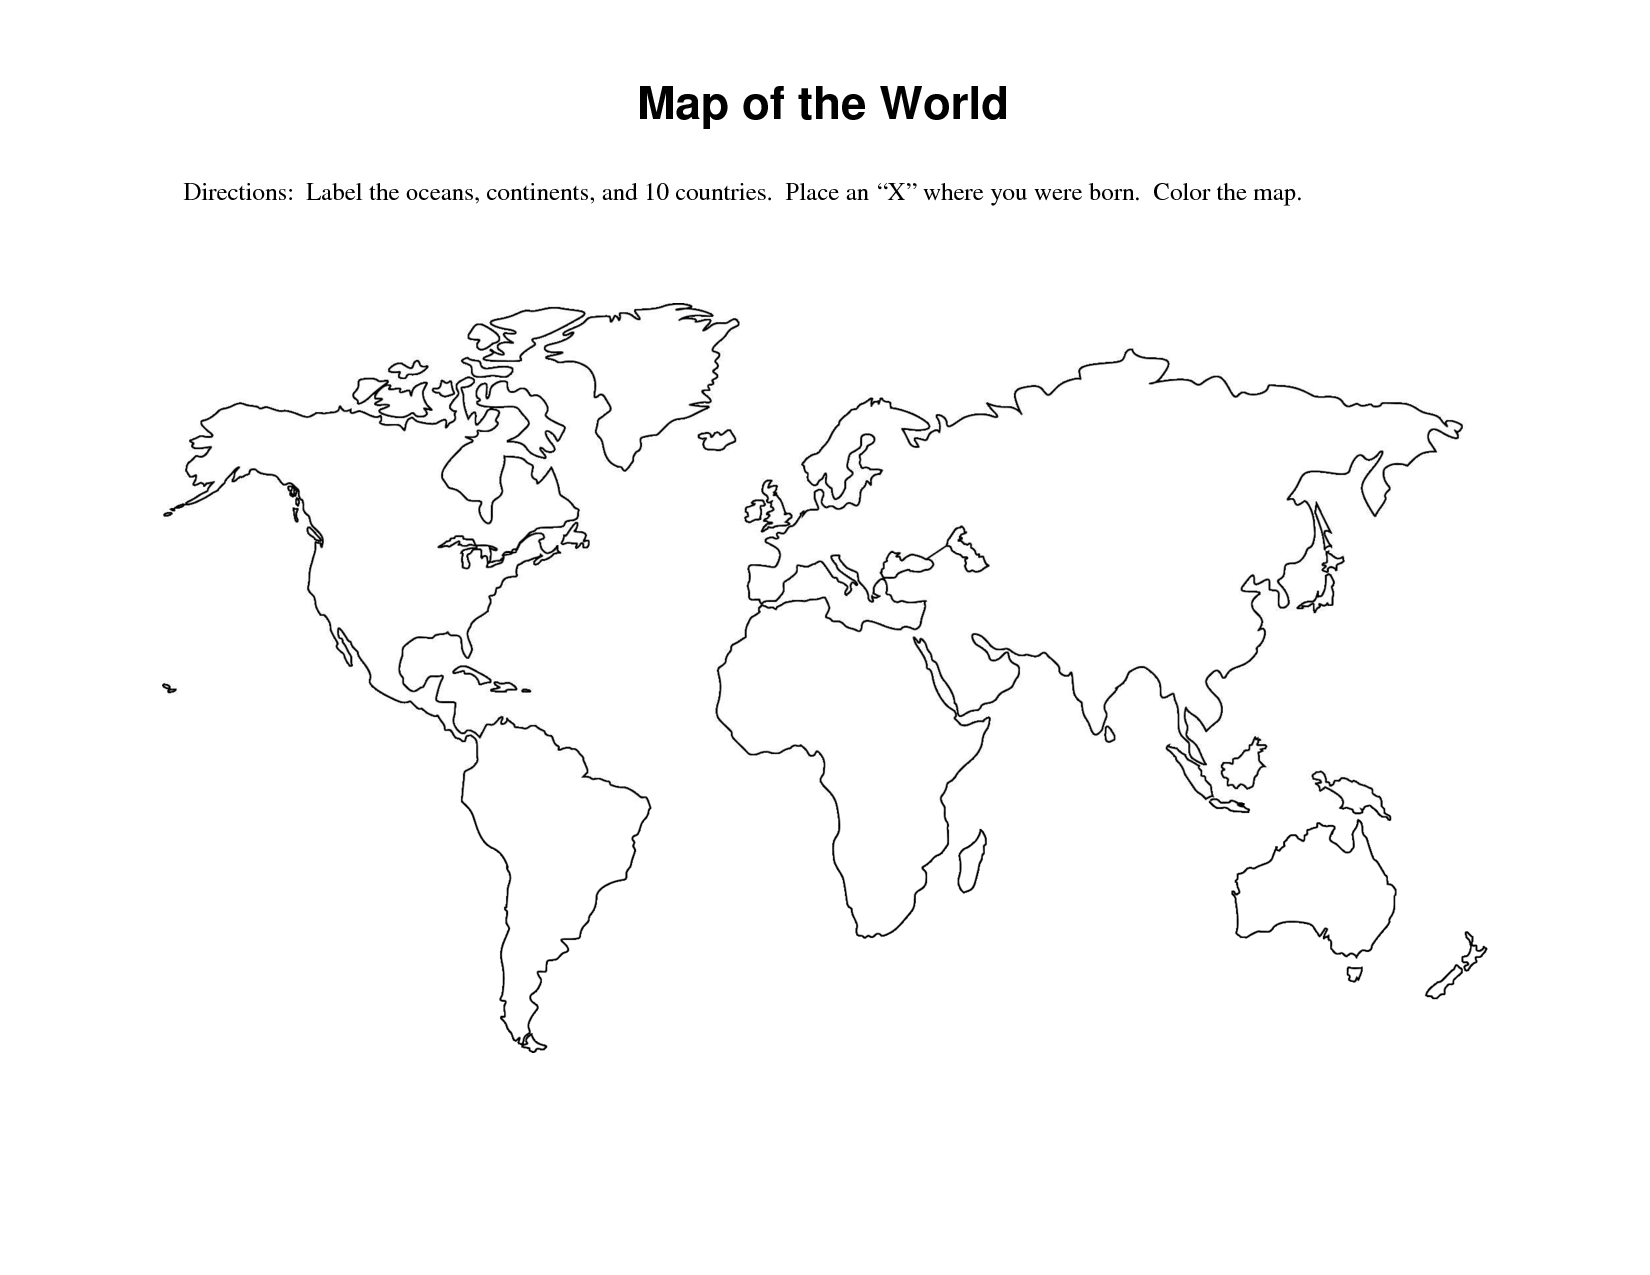 Map of the World
Directions:  Label the oceans, continents, and 10 countries.  Place an “X” where you were born.  Color the map.